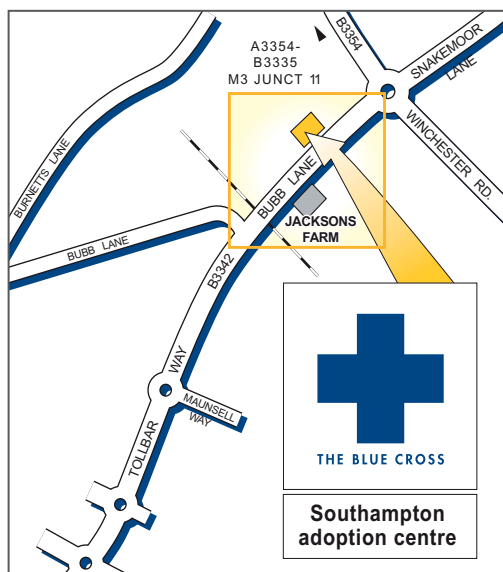 A3354-
B3335
M3 JUNCT 11
B3354
SNAKEMOOR
LANE
WINCHESTER RD.
BURNETTS LANE
BUBB LANE
BUBB LANE
JACKSONS
FARM
B3342
TOLLBAR WAY
MAUNSELL
WAY
THE BLUE CROSS
Southampton
adoption centre